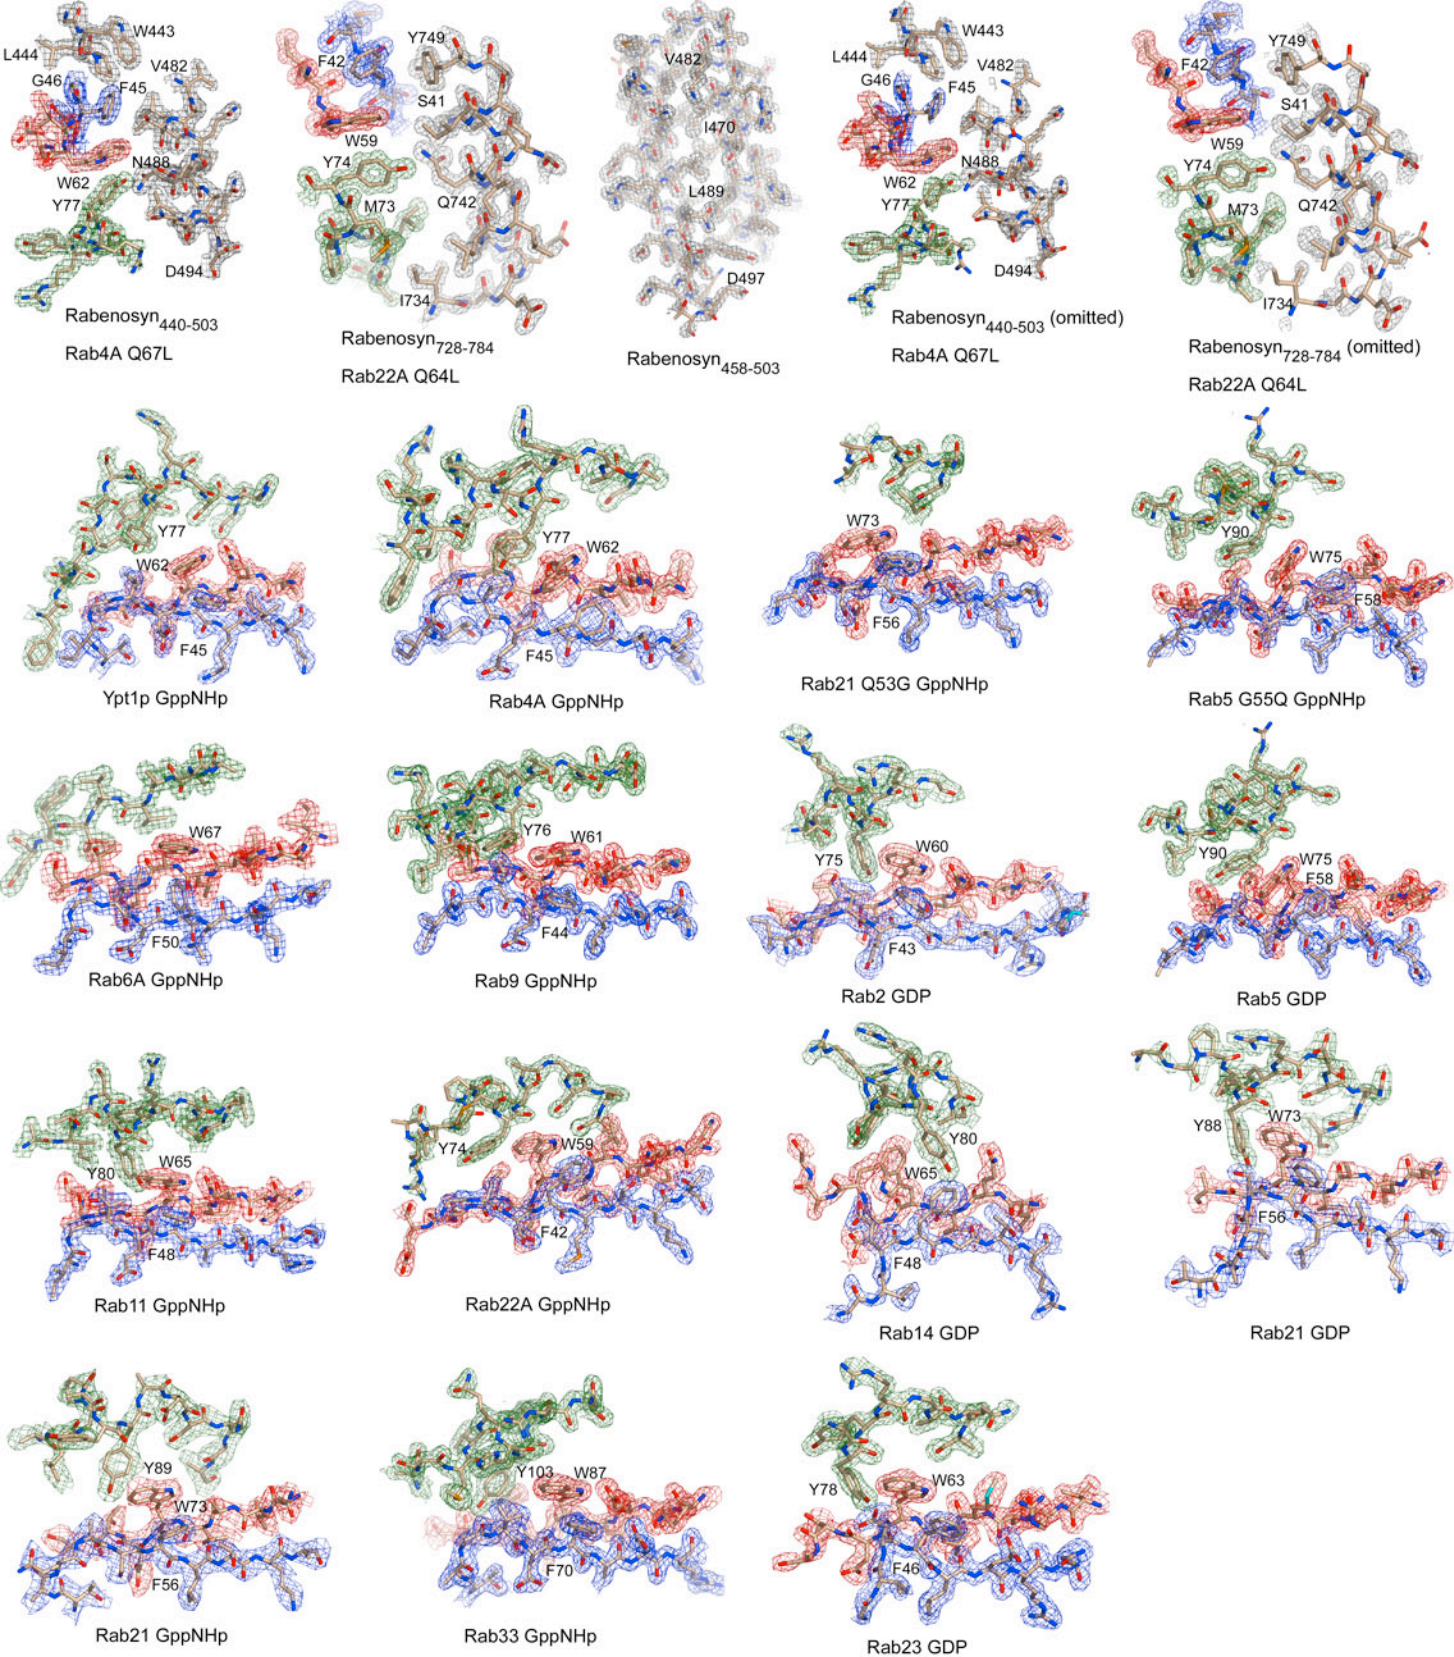 W443
L444
G46
V482
F45
N488
W62
Y77
D494
Rabenosyn440-503
Rab4A Q67L
F42
Y749
S41
W59
Y74
M73
Q742
I734
Rabenosyn728-784
Rab22A Q64L
V482
I470
L489
D497
Rabenosyn458-503
W443
L444
G46
V482
F45
N488
W62
Y77
D494
Rabenosyn440-503 (omitted)
Rab4A Q67L
F42
Y749
S41
W59
Y74
M73
Q742
I734
Rabenosyn728-784 (omitted)
Rab22A Q64L
Y77
W62
F45
Ypt1p GppNHp
Y77
W62
F45
Rab4A GppNHp
W73
F56
Rab21 Q53G GppNHp
Y90
W75
F58
Rab5 G55Q GppNHp
W67
F50
Rab6A GppNHp
Y76
W61
F44
Rab9 GppNHp
Y75
W60
F43
Rab2 GDP
Y90
W75
F58
Rab5 GDP
Y80
W65
F48
Rab11 GppNHp
Y74
W59
F42
Rab22A GppNHp
Y80
W65
F48
Rab14 GDP
Y88
W73
F56
Rab21 GDP
Y89
W73
F56
Rab21 GppNHp
Y103
W87
F70
Rab33 GppNHp
Y78
W63
F46
Rab23 GDP